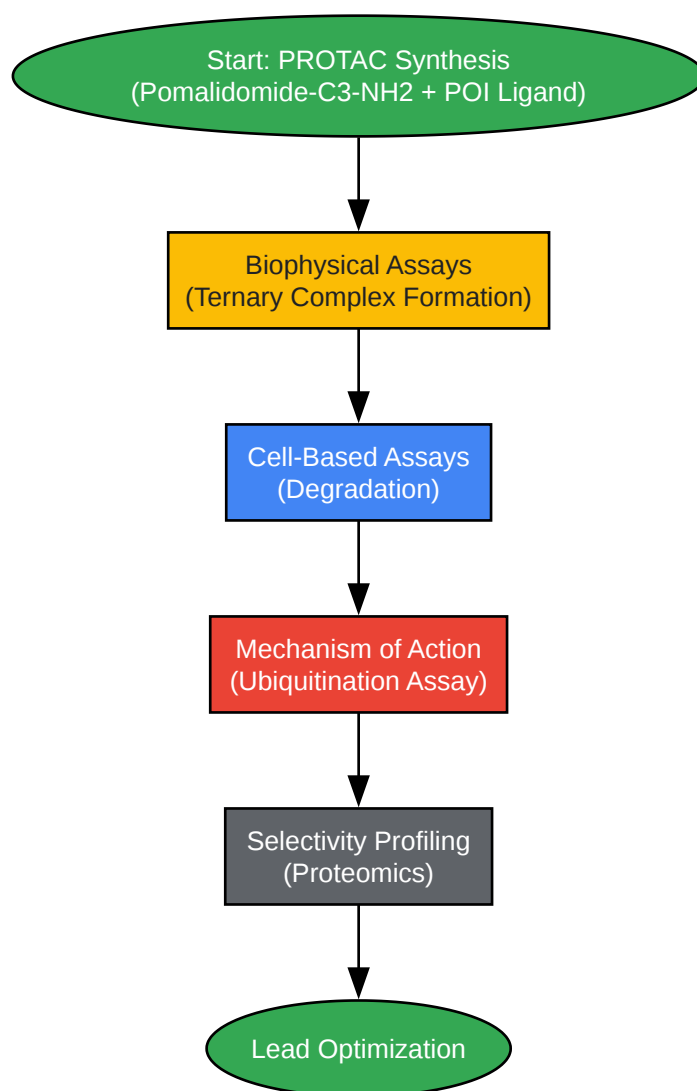 Start: PROTAC Synthesis
(Pomalidomide-C3-NH2 + POI Ligand)
Biophysical Assays
(Ternary Complex Formation)
Cell-Based Assays
(Degradation)
Mechanism of Action
(Ubiquitination Assay)
Selectivity Profiling
(Proteomics)
Lead Optimization